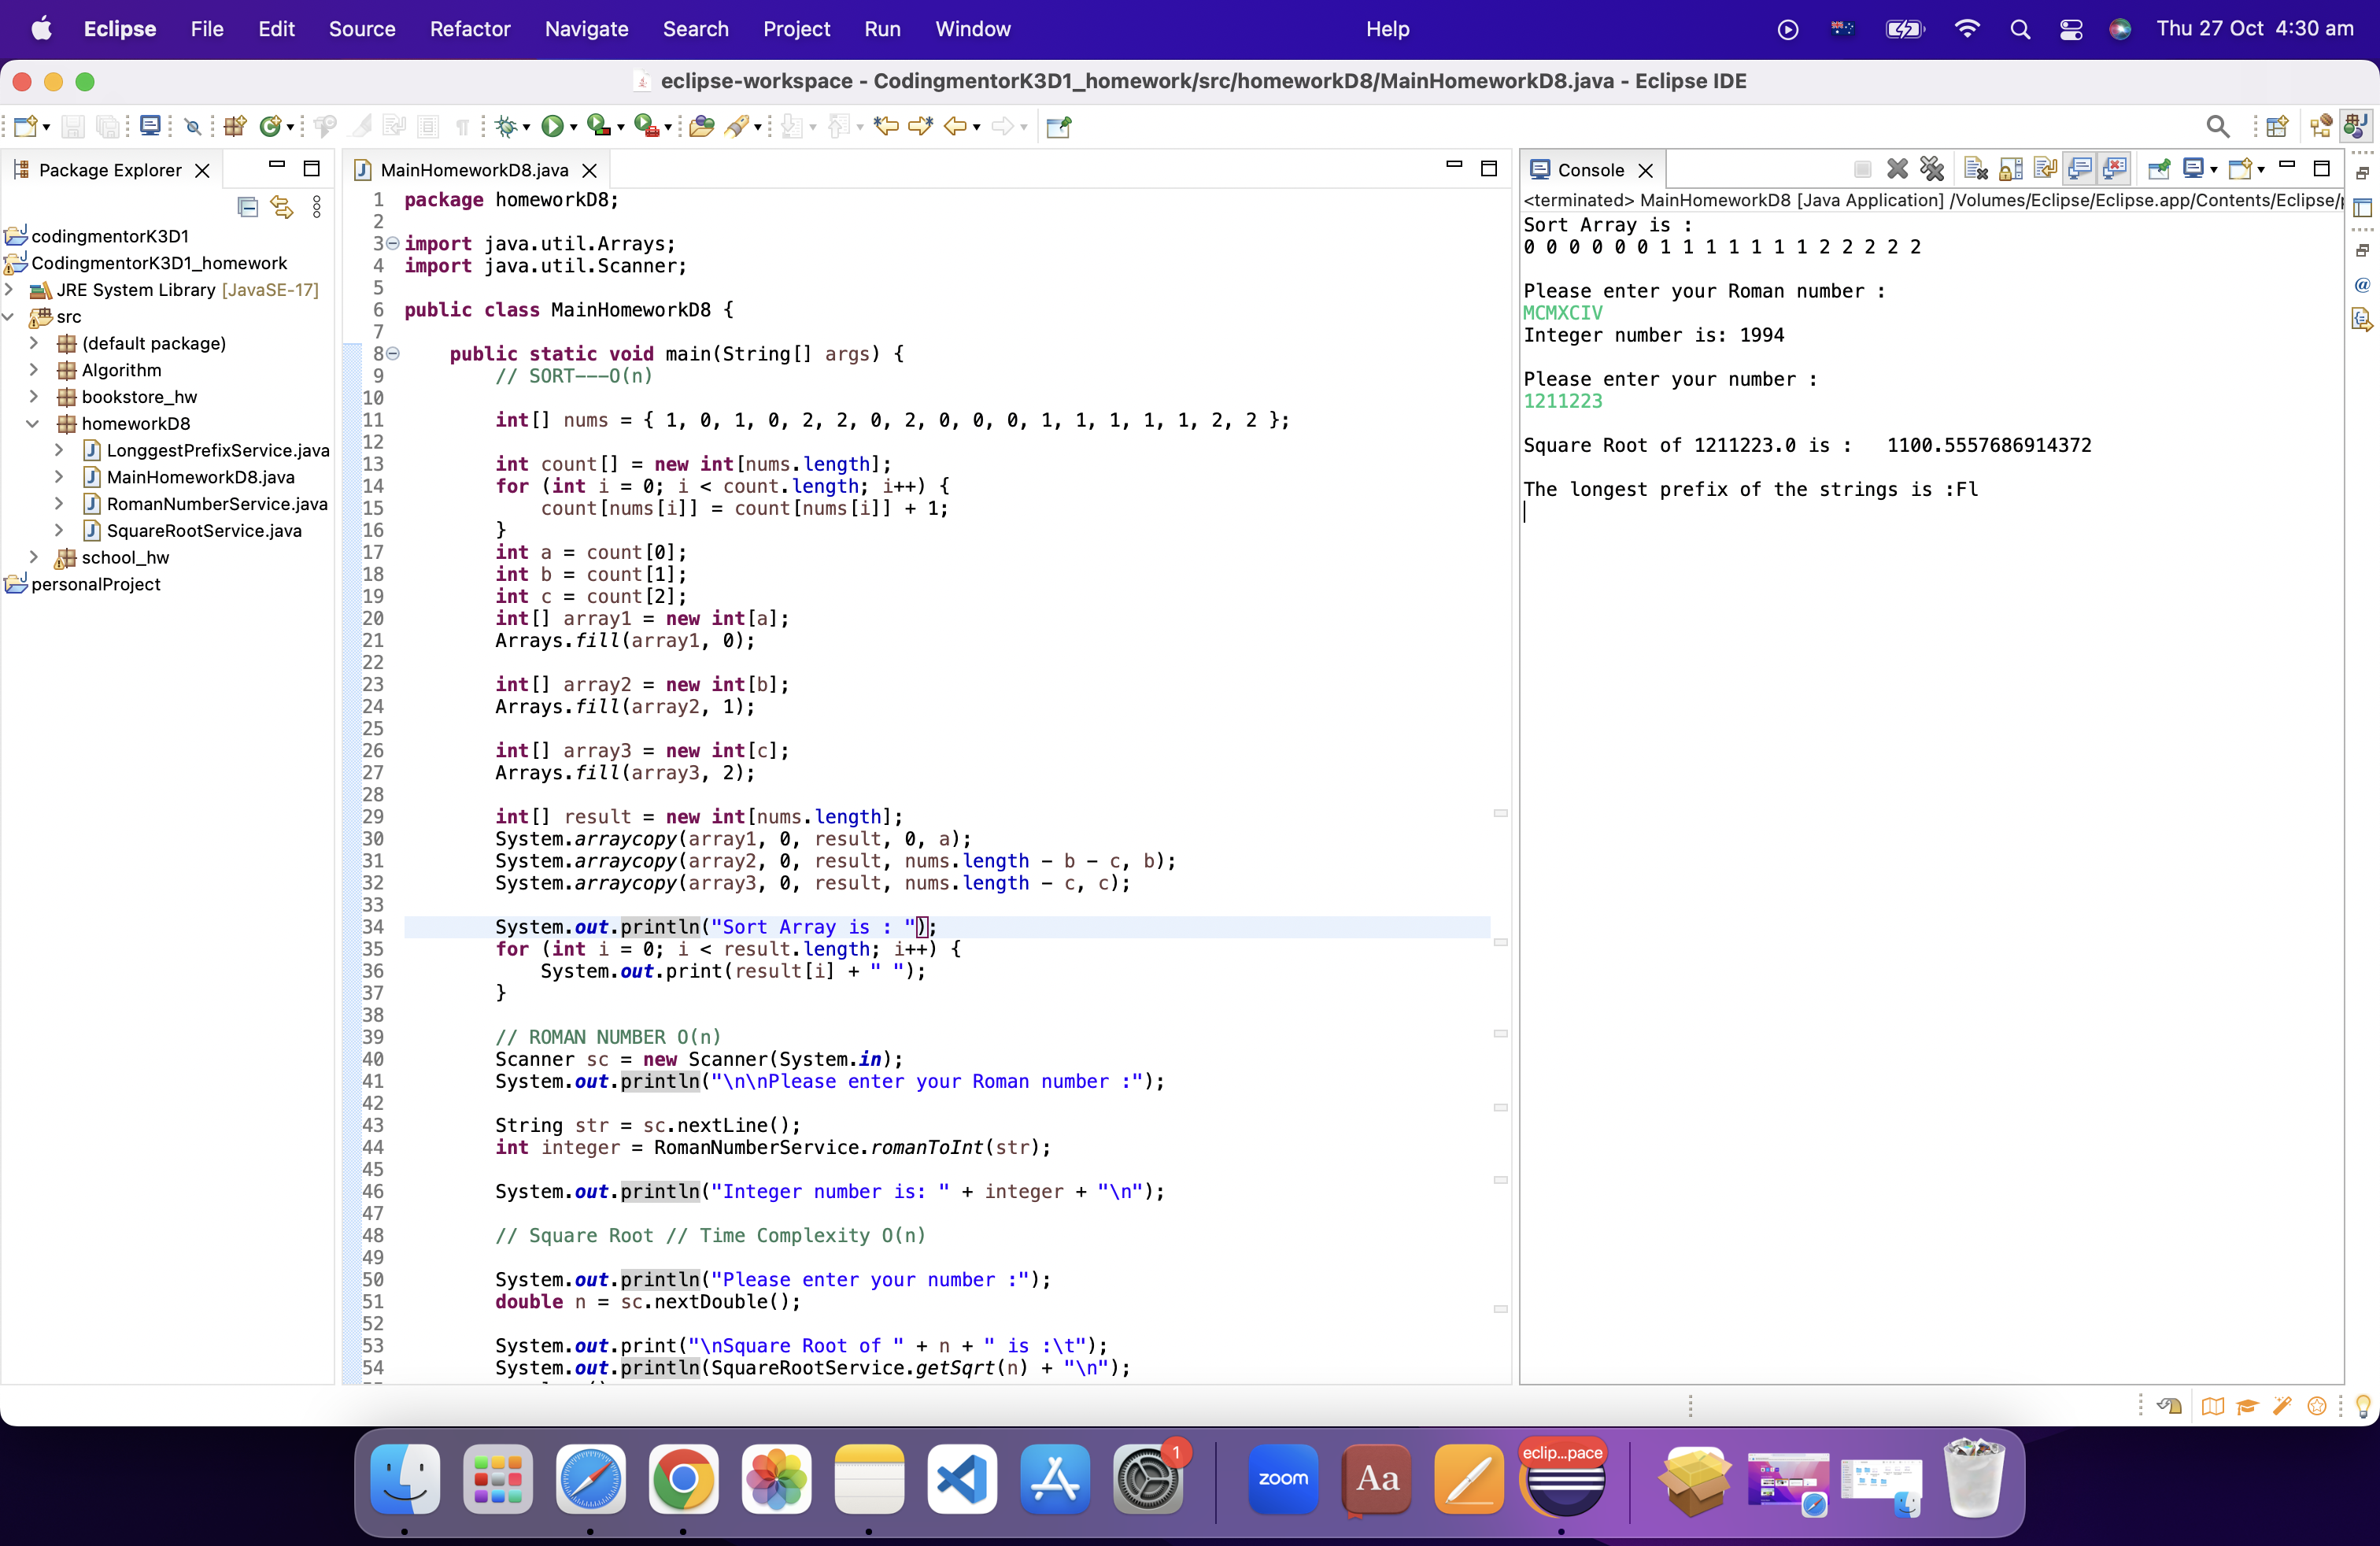 Eclipse File Edit Source Refactor Navigate Search Project Run Window Help Thu 27 Oct 4:30 am
eclipse-workspace - CodingmentorK3D1_homework/src/homeworkD8/MainHomeworkD8.java - Eclipse IDE
Package Explorer
codingmentorK3D1
CodingmentorK3D1_homework
JRE System Library [JavaSE-17]
src
(default package)
Algorithm
bookstore_hw
homeworkD8
LonggestPrefixService.java
MainHomeworkD8.java
RomanNumberService.java
SquareRootService.java
school_hw
personalProject
MainHomeworkD8.java
1 package homeworkD8;
2
3 import java.util.Arrays;
4 import java.util.Scanner;
5
6 public class MainHomeworkD8 {
7
8     public static void main(String[] args) {
9         // SORT---O(n)
10
11         int[] nums = { 1, 0, 1, 0, 2, 2, 0, 2, 0, 0, 0, 1, 1, 1, 1, 1, 2, 2 };
12
13         int count[] = new int[nums.length];
14         for (int i = 0; i < count.length; i++) {
15             count[nums[i]] = count[nums[i]] + 1;
16         }
17         int a = count[0];
18         int b = count[1];
19         int c = count[2];
20         int[] array1 = new int[a];
21         Arrays.fill(array1, 0);
22
23         int[] array2 = new int[b];
24         Arrays.fill(array2, 1);
25
26         int[] array3 = new int[c];
27         Arrays.fill(array3, 2);
28
29         int[] result = new int[nums.length];
30         System.arraycopy(array1, 0, result, 0, a);
31         System.arraycopy(array2, 0, result, nums.length - b - c, b);
32         System.arraycopy(array3, 0, result, nums.length - c, c);
33
34         System.out.println("Sort Array is : ");
35         for (int i = 0; i < result.length; i++) {
36             System.out.print(result[i] + " ");
37         }
38
39         // ROMAN NUMBER O(n)
40         Scanner sc = new Scanner(System.in);
41         System.out.println("\n\nPlease enter your Roman number :");
42
43         String str = sc.nextLine();
44         int integer = RomanNumberService.romanToInt(str);
45
46         System.out.println("Integer number is: " + integer + "\n");
47
48         // Square Root // Time Complexity O(n)
49
50         System.out.println("Please enter your number :");
51         double n = sc.nextDouble();
52
53         System.out.print("\nSquare Root of " + n + " is :\t");
54         System.out.println(SquareRootService.getSqrt(n) + "\n");
Console
<terminated> MainHomeworkD8 [Java Application] /Volumes/Eclipse/Eclipse.app/Contents/Eclipse/
Sort Array is :
0 0 0 0 0 0 1 1 1 1 1 1 1 2 2 2 2 2
Please enter your Roman number :
MCMXCIV
Integer number is: 1994
Please enter your number :
1211223
Square Root of 1211223.0 is :   1100.5557686914372
The longest prefix of the strings is :Fl
1
zoom
Aa
eclip...pace